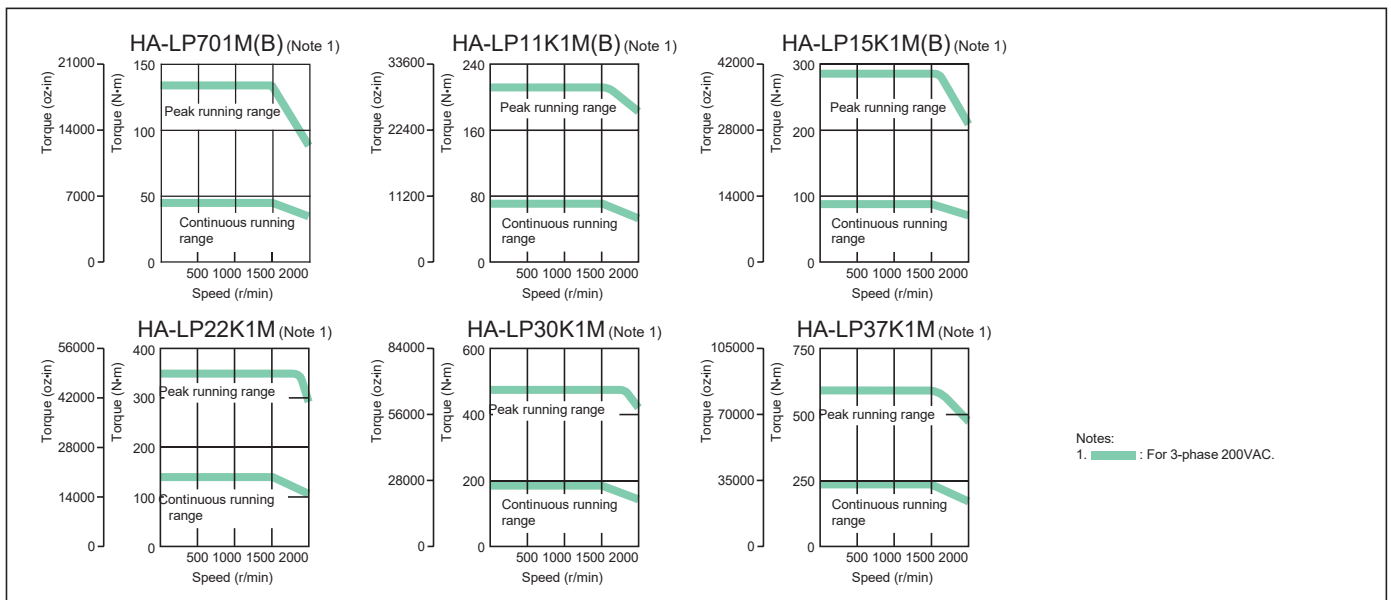 HA-LP701M(B) (Note 1)
Torque (oz•in)
21000
14000
7000
0
Torque (N•m)
150
100
50
0
Peak running range
Continuous running
range
500 1000 1500 2000
Speed (r/min)
HA-LP11K1M(B) (Note 1)
Torque (oz•in)
33600
22400
11200
0
Torque (N•m)
240
160
80
0
Peak running range
Continuous running
range
500 1000 1500 2000
Speed (r/min)
HA-LP15K1M(B) (Note 1)
Torque (oz•in)
42000
28000
14000
0
Torque (N•m)
300
200
100
0
Peak running range
Continuous running
range
500 1000 1500 2000
Speed (r/min)
HA-LP22K1M (Note 1)
Torque (oz•in)
56000
42000
28000
14000
0
Torque (N•m)
400
300
200
100
0
Peak running range
Continuous running
range
500 1000 1500 2000
Speed (r/min)
HA-LP30K1M (Note 1)
Torque (oz•in)
84000
56000
28000
0
Torque (N•m)
600
400
200
0
Peak running range
Continuous running
range
500 1000 1500 2000
Speed (r/min)
HA-LP37K1M (Note 1)
Torque (oz•in)
105000
70000
35000
0
Torque (N•m)
750
500
250
0
Peak running range
Continuous running
range
500 1000 1500 2000
Speed (r/min)
Notes:
1. : For 3-phase 200VAC.